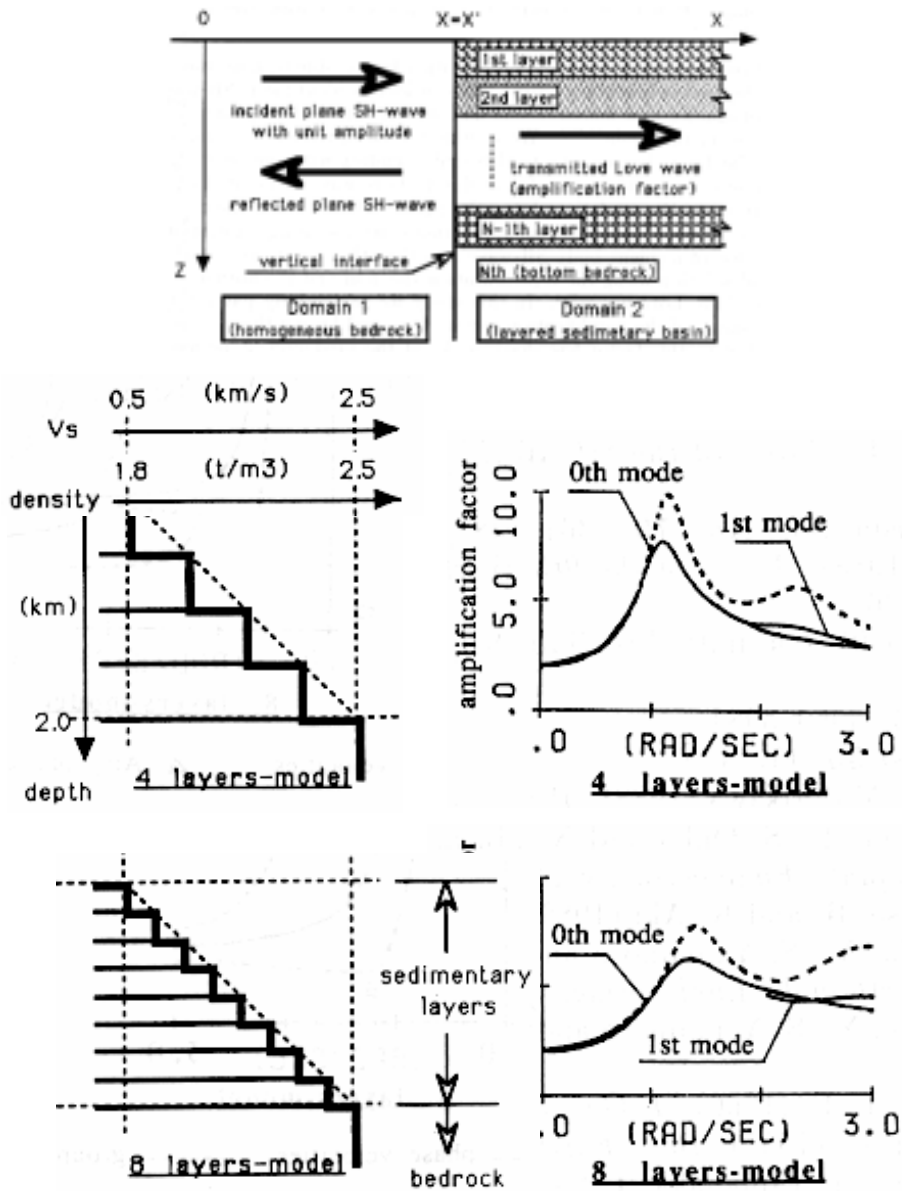 0
X=X'
X
1st layer
2nd layer
incident plane SH-wave
with unit amplitude
transmitted Love wave
(amplification factor)
reflected plane SH-wave
N-1th layer
vertical interface
Z
Nth (bottom bedrock)
Domain 1
(homogeneous bedrock)
Domain 2
(layered sedimetary basin)
0.5 (km/s) 2.5
Vs
1.8 (t/m3) 2.5
density
(km)
2.0
depth
4 layers-model
amplification factor
10.0
5.0
.0
0th mode
1st mode
.0 (RAD/SEC) 3.0
4 layers-model
sedimentary
layers
bedrock
8 layers-model
0th mode
1st mode
.0 (RAD/SEC) 3.0
8 layers-model